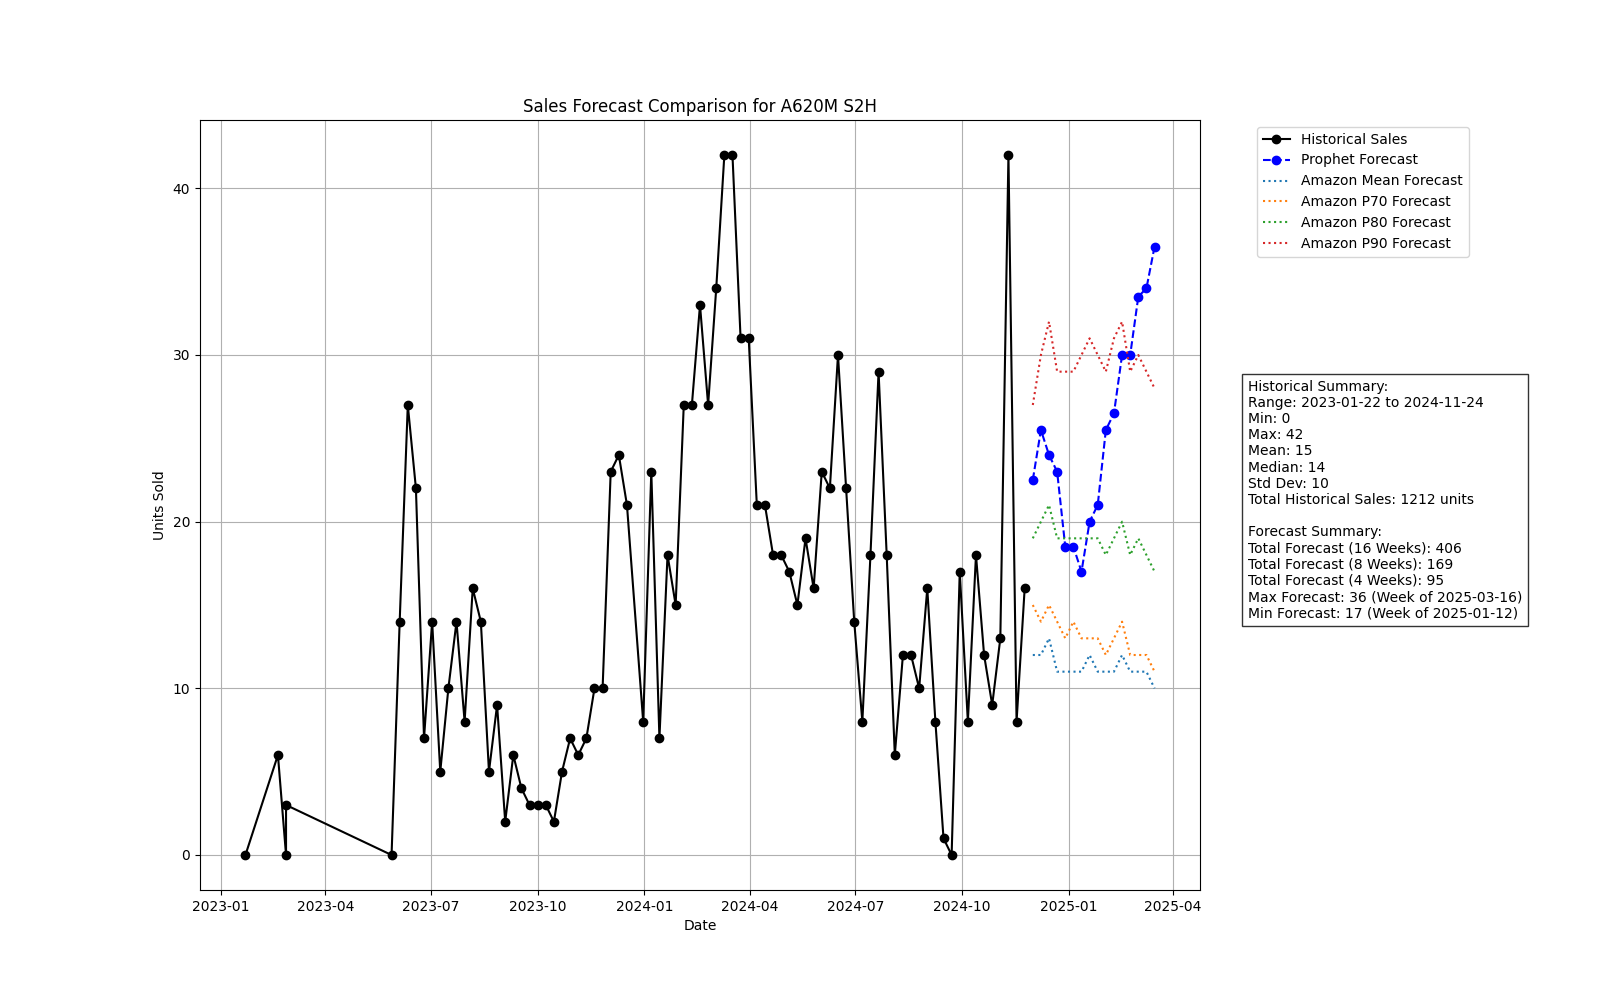 Sales Forecast Comparison for A620M S2H
Units Sold
40
30
20
10
0
2023-01
2023-04
2023-07
2023-10
2024-01
2024-04
2024-07
2024-10
2025-01
2025-04
Date
Historical Sales
Prophet Forecast
Amazon Mean Forecast
Amazon P70 Forecast
Amazon P80 Forecast
Amazon P90 Forecast
Historical Summary:
Range: 2023-01-22 to 2024-11-24
Min: 0
Max: 42
Mean: 15
Median: 14
Std Dev: 10
Total Historical Sales: 1212 units
Forecast Summary:
Total Forecast (16 Weeks): 406
Total Forecast (8 Weeks): 169
Total Forecast (4 Weeks): 95
Max Forecast: 36 (Week of 2025-03-16)
Min Forecast: 17 (Week of 2025-01-12)